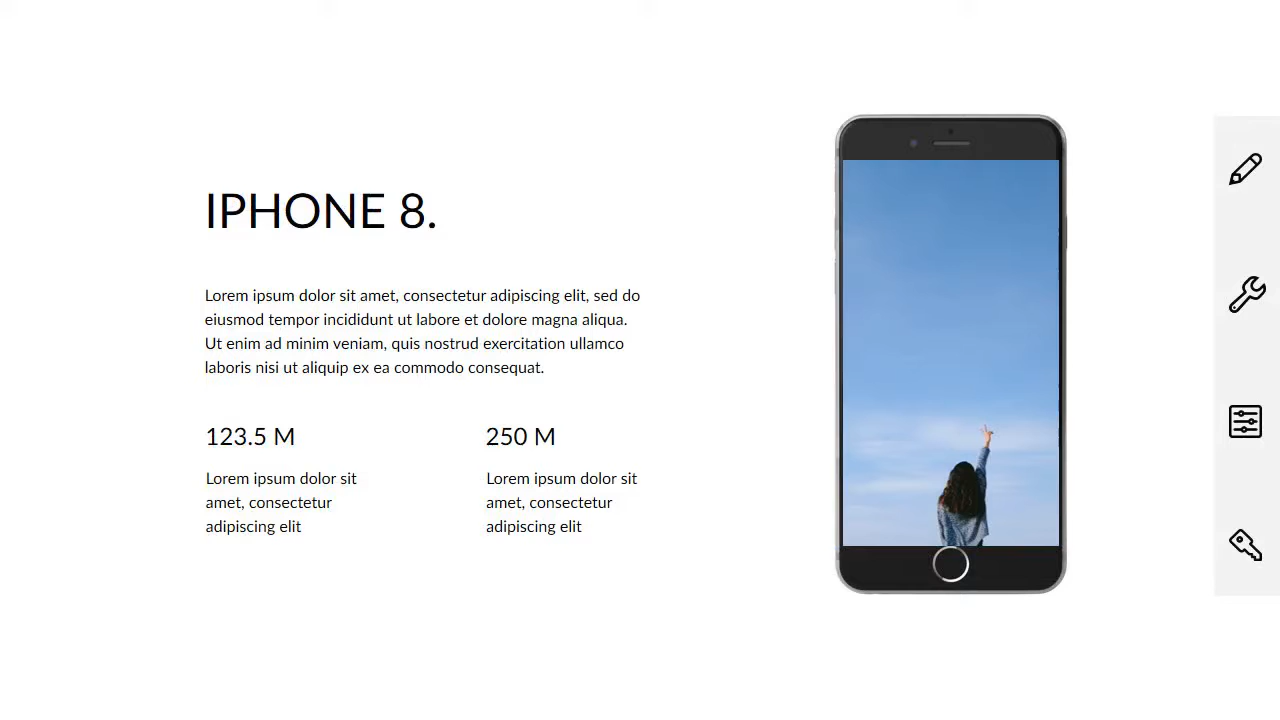 IPHONE 8.
Lorem ipsum dolor sit amet, consectetur adipiscing elit, sed do
eiusmod tempor incididunt ut labore et dolore magna aliqua.
Ut enim ad minim veniam, quis nostrud exercitation ullamco
laboris nisi ut aliquip ex ea commodo consequat.
123.5 M
Lorem ipsum dolor sit
amet, consectetur
adipiscing elit
250 M
Lorem ipsum dolor sit
amet, consectetur
adipiscing elit